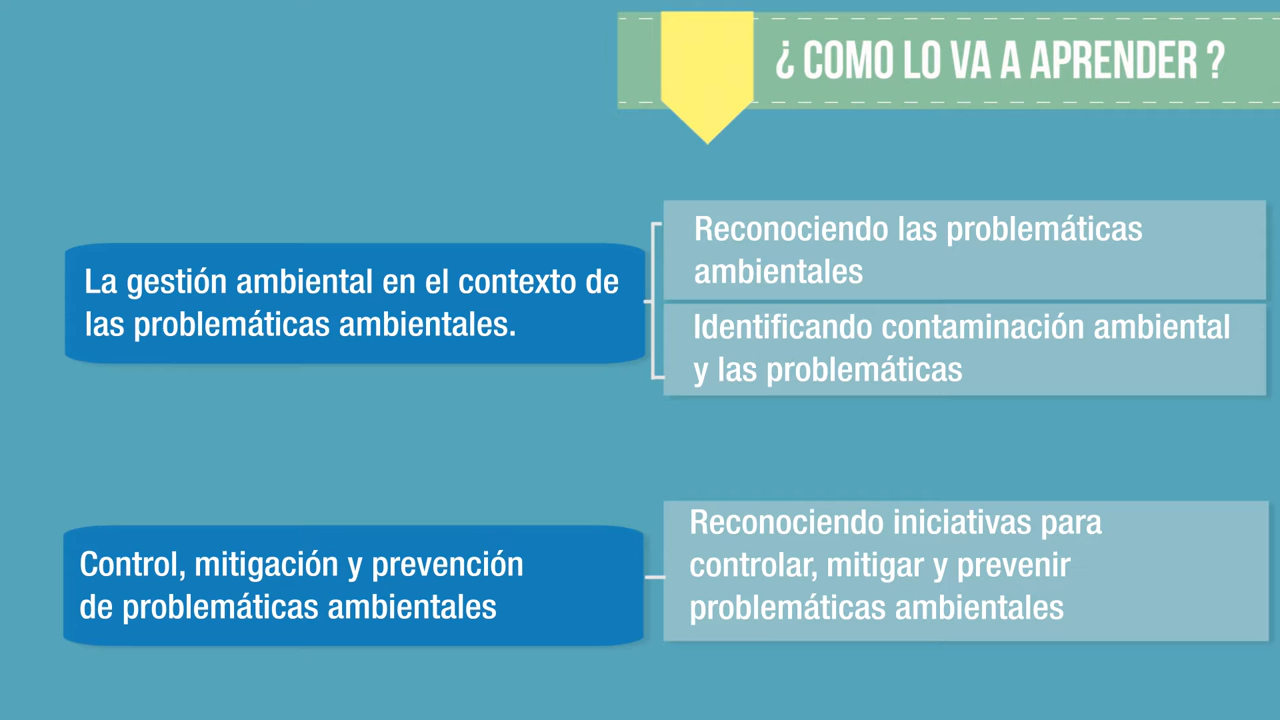 ¿ COMO LO VA A APRENDER ?
La gestión ambiental en el contexto de
las problemáticas ambientales.
Reconociendo las problemáticas
ambientales
Identificando contaminación ambiental
y las problemáticas
Control, mitigación y prevención
de problemáticas ambientales
Reconociendo iniciativas para
controlar, mitigar y prevenir
problemáticas ambientales